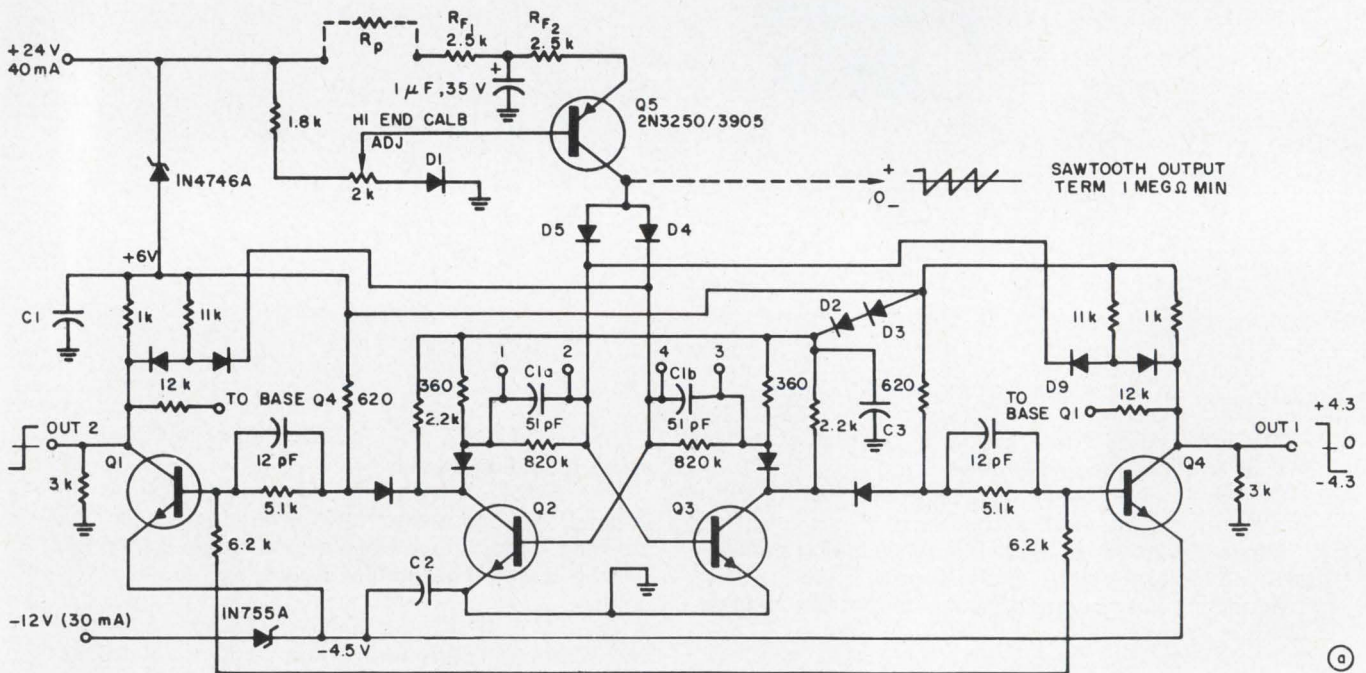 +24V
40mA
Rp
RF1
2.5k
RF2
2.5k
+
1 μF, 35 V
1.8k
HI END CALB
ADJ
2k
D1
Q5
2N3250/3905
+
0
–
SAWTOOTH OUTPUT
TERM 1 MEG Ω MIN
IN4746A
D5
D4
+6V
C1
1k
11k
12k
TO BASE Q4
620
OUT 2
3k
Q1
12 pF
5.1k
6.2k
360
2.2k
1
2
C1a
51 pF
820k
4
3
C1b
51 pF
820k
360
2.2k
D2
D3
C3
620
11k
1k
D9
12k
TO
BASE Q1
12 pF
5.1k
6.2k
Q2
Q3
Q4
OUT 1
3k
+4.3
0
-4.3
C2
-12V (30 mA)
IN755A
-4.5V
a